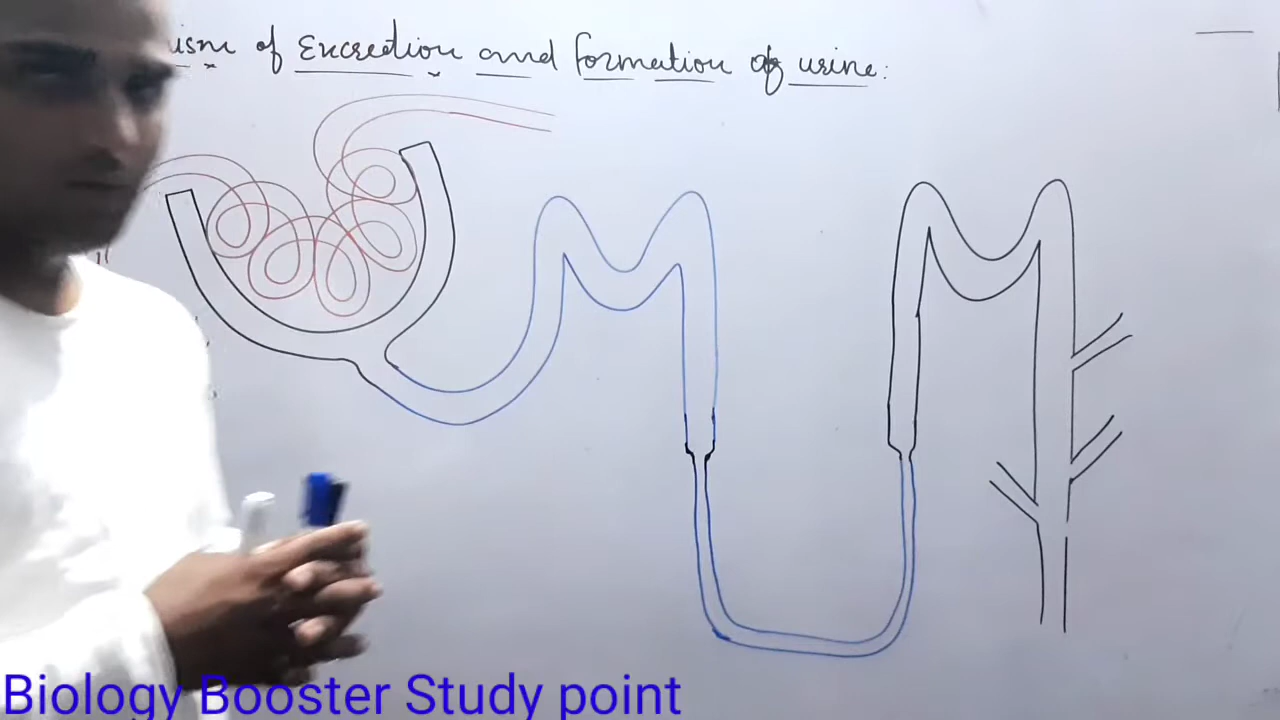 of Excretion and formation of urine:
Biology Booster Study point